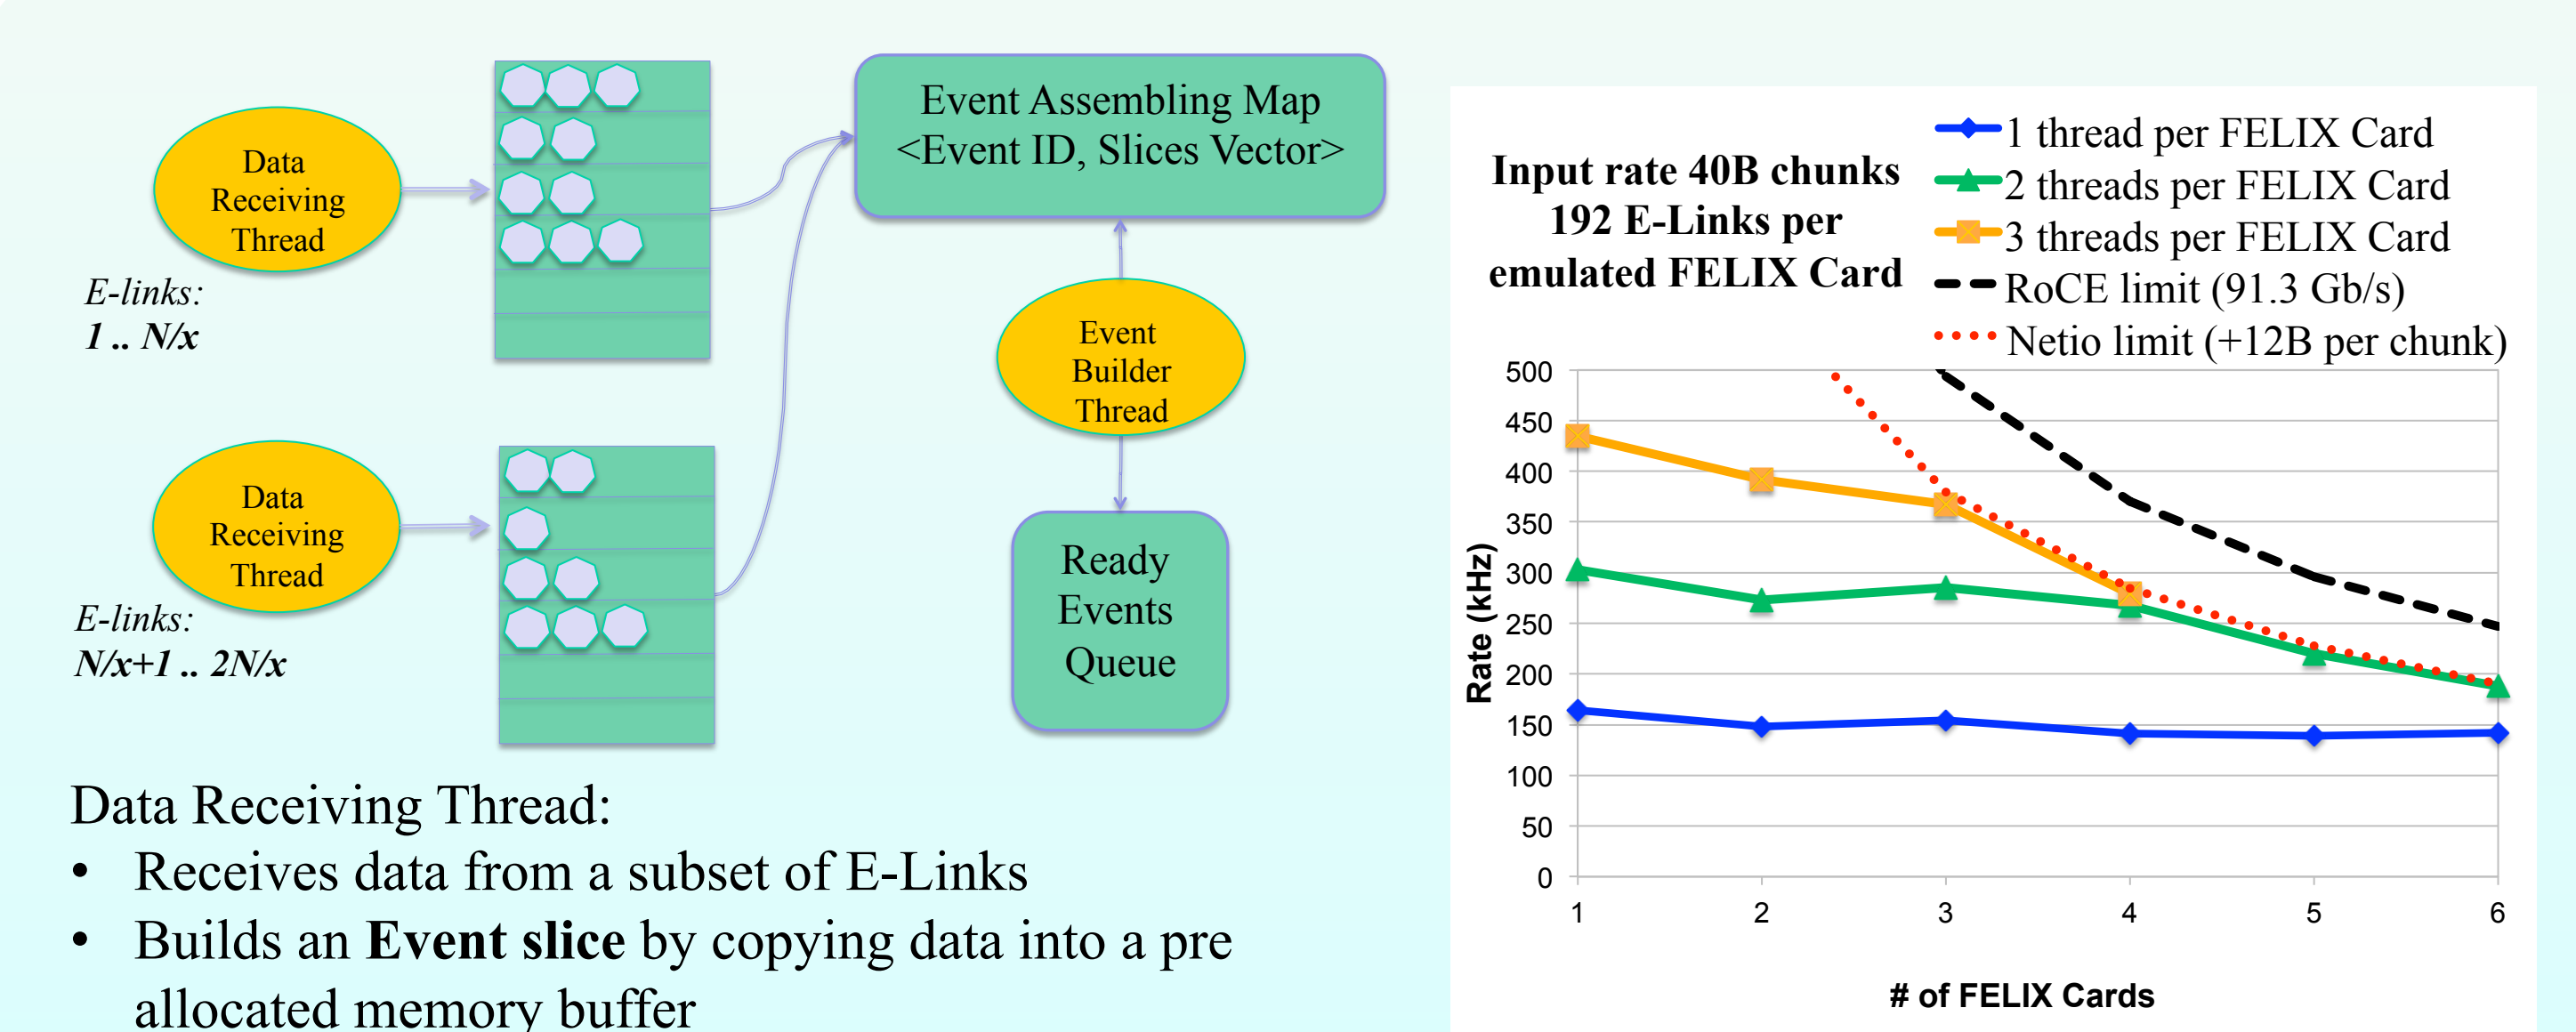 Data
Receiving
Thread
E-links:
1 .. N/x
Data
Receiving
Thread
E-links:
N/x+1 .. 2N/x
Event Assembling Map
<Event ID, Slices Vector>
Event
Builder
Thread
Ready
Events
Queue
Data Receiving Thread:
• Receives data from a subset of E-Links
• Builds an Event slice by copying data into a pre
allocated memory buffer
Input rate 40B chunks
192 E-Links per
emulated FELIX Card
1 thread per FELIX Card
2 threads per FELIX Card
3 threads per FELIX Card
RoCE limit (91.3 Gb/s)
Netio limit (+12B per chunk)
Rate (kHz)
500
450
400
350
300
250
200
150
100
50
0
1 2 3 4 5 6
# of FELIX Cards